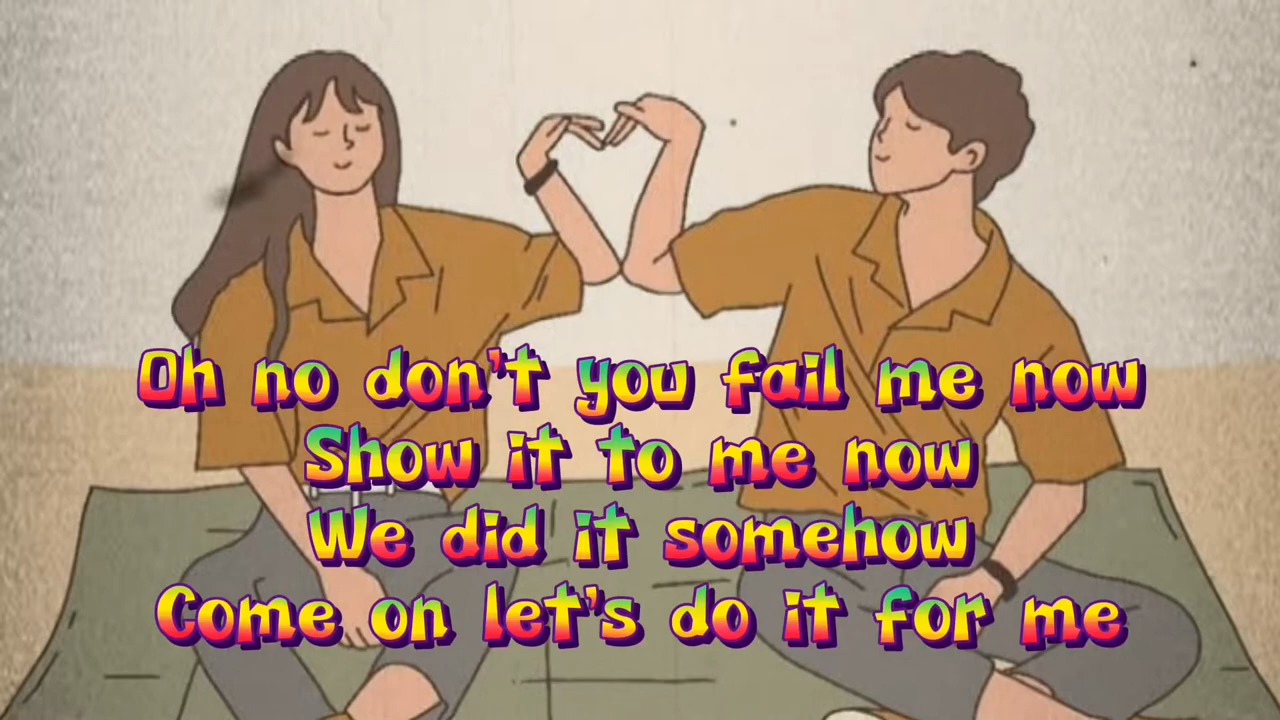 Oh no don't you fail me now
Show it to me now
We did it somehow
Come on let's do it for me